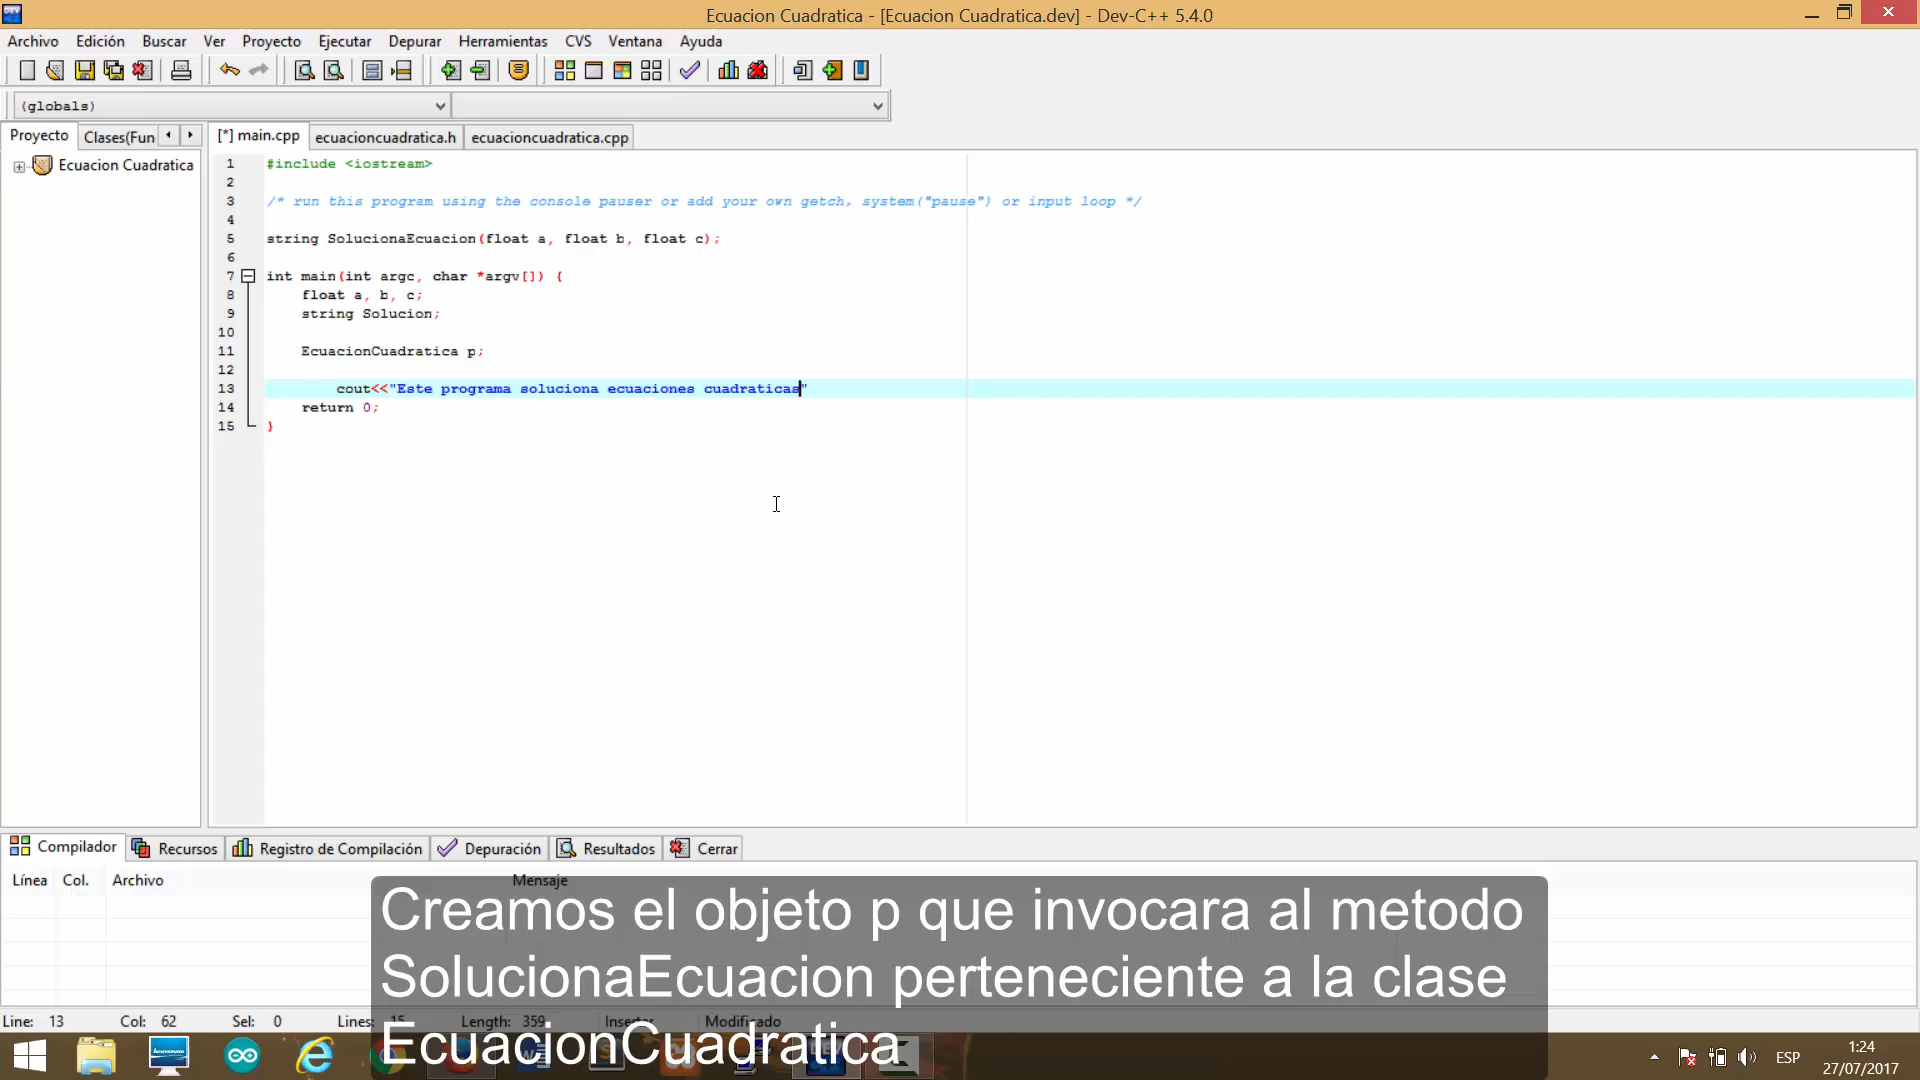 Ecuacion Cuadratica - [Ecuacion Cuadratica.dev] - Dev-C++ 5.4.0
Archivo Edición Buscar Ver Proyecto Ejecutar Depurar Herramientas CVS Ventana Ayuda
(globals)
Proyecto Clases(Fun [*] main.cpp ecuacioncuadratica.h ecuacioncuadratica.cpp
Ecuacion Cuadratica
1 #include <iostream>
2
3 /* run this program using the console pauser or add your own getch, system("pause") or input loop */
4
5 string SolucionaEcuacion(float a, float b, float c);
6
7 int main(int argc, char *argv[]) {
8 float a, b, c;
9 string Solucion;
10
11 EcuacionCuadratica p;
12
13 cout<<"Este programa soluciona ecuaciones cuadraticas"
14 return 0;
15 }
Compilador Recursos Registro de Compilación Depuración Resultados Cerrar
Línea Col. Archivo Mensaje
Creamos el objeto p que invocara al metodo
SolucionaEcuacion perteneciente a la clase
EcuacionCuadratica
Line: 13 Col: 62 Sel: 0 Lines: 15 Length: 359 Insertar Modificado
ESP
1:24
27/07/2017